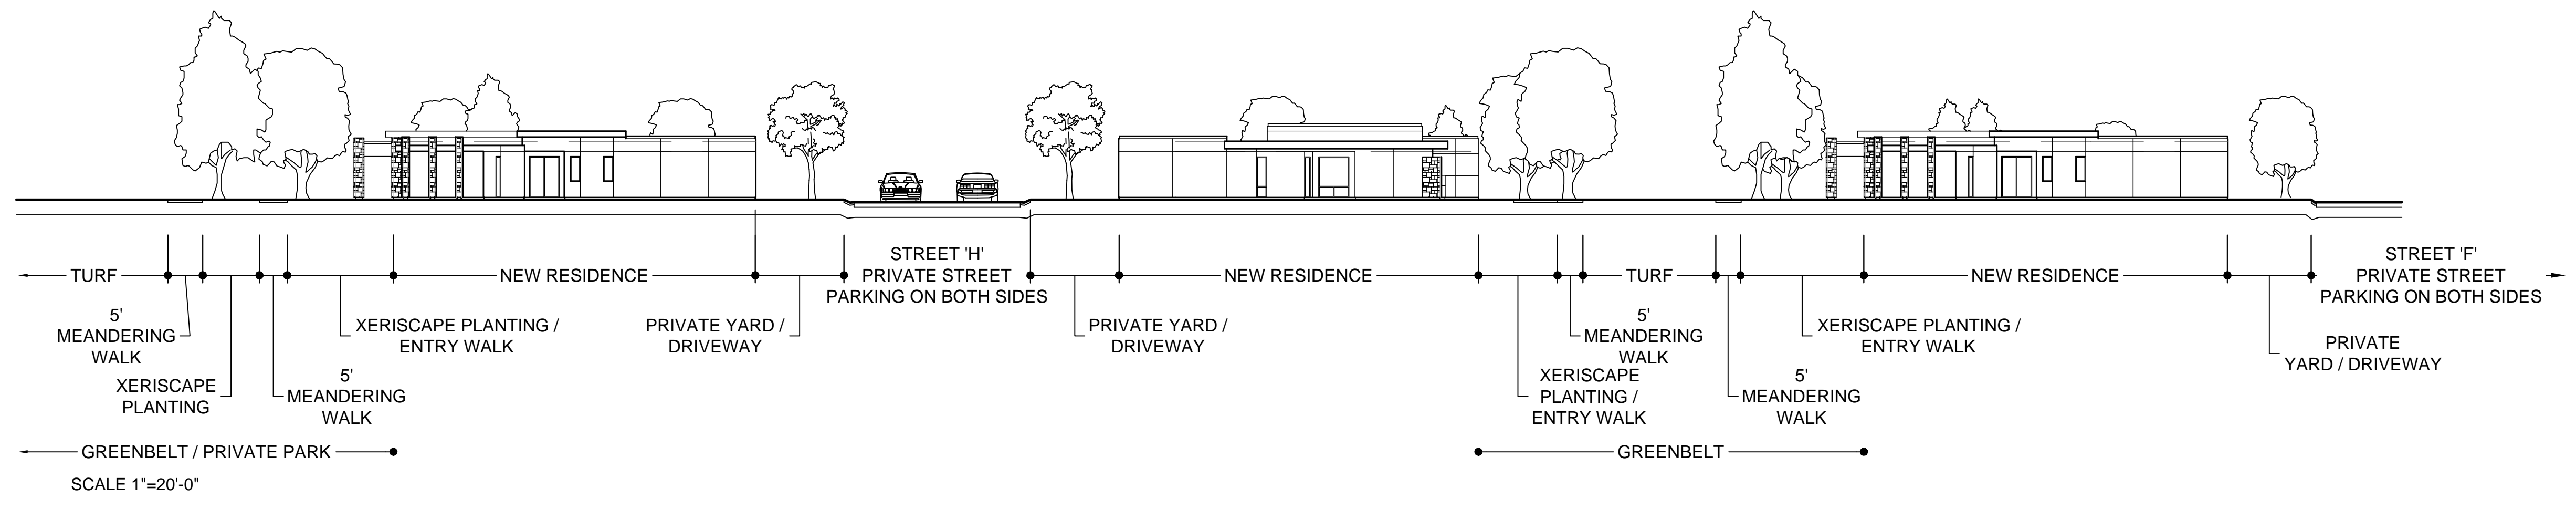 TURF
NEW RESIDENCE
STREET 'H'
PRIVATE STREET
PARKING ON BOTH SIDES
NEW RESIDENCE
TURF
NEW RESIDENCE
STREET 'F'
PRIVATE STREET
PARKING ON BOTH SIDES
5'
MEANDERING
WALK
XERISCAPE
PLANTING
5'
MEANDERING
WALK
XERISCAPE PLANTING /
ENTRY WALK
PRIVATE YARD /
DRIVEWAY
PRIVATE YARD /
DRIVEWAY
XERISCAPE
PLANTING /
ENTRY WALK
5'
MEANDERING
WALK
5'
MEANDERING
WALK
XERISCAPE PLANTING /
ENTRY WALK
PRIVATE
YARD / DRIVEWAY
GREENBELT / PRIVATE PARK
GREENBELT
SCALE 1"=20'-0"